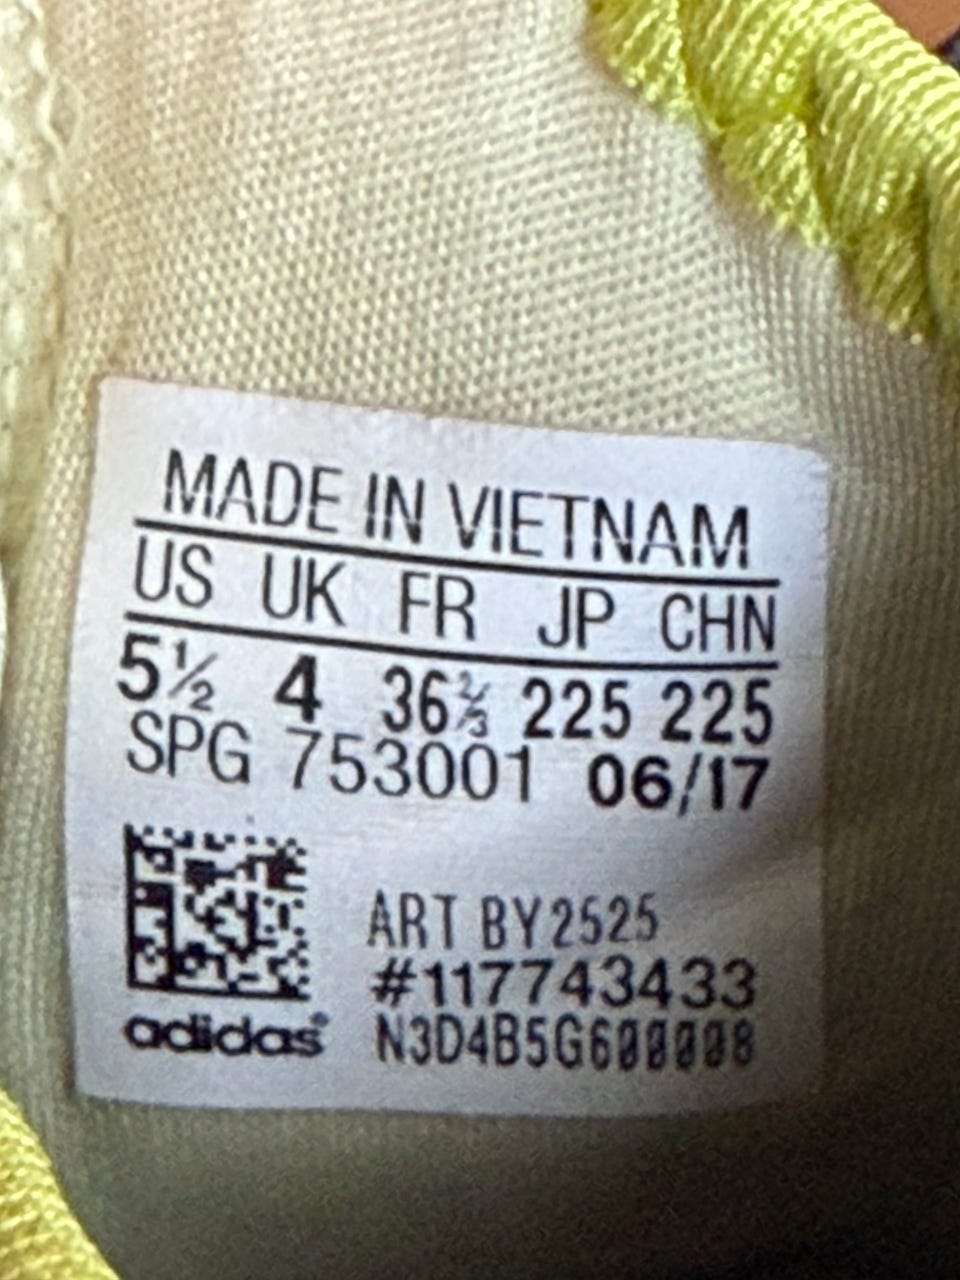 MADE IN VIETNAM
US UK FR JP CHN
5½ 4 36⅔ 225 225
SPG 753001 06/17
ART BY2525
#117743433
N3D4B5G600008
adidas®